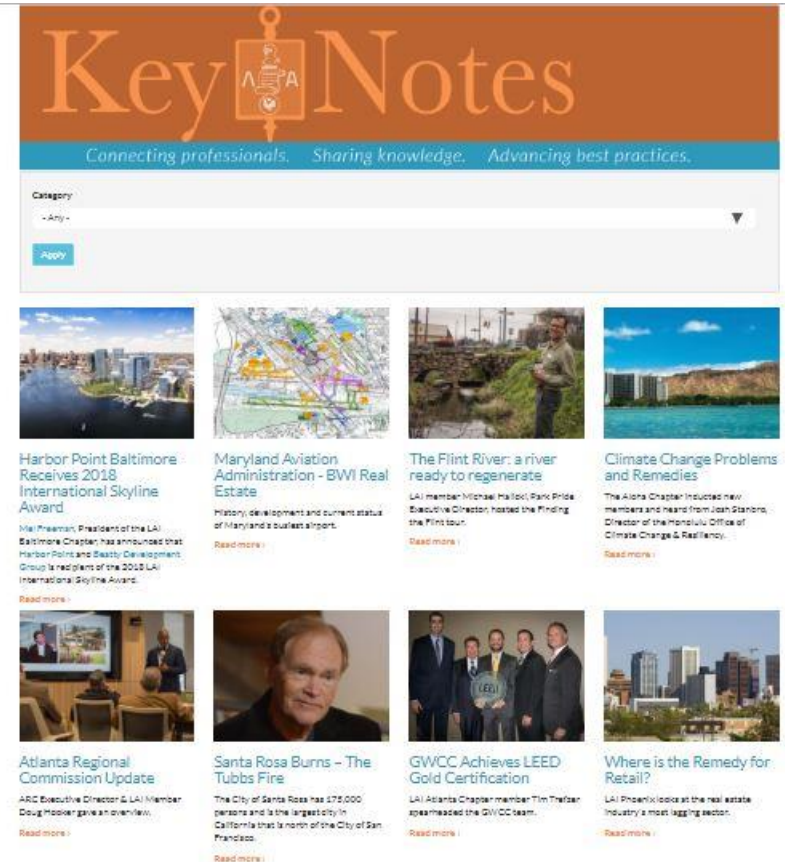 Key Notes
Λ Α
Connecting professionals. Sharing knowledge. Advancing best practices.
Category
- Any -
Apply
Harbor Point Baltimore
Receives 2018
International Skyline
Award
Mel Freeman, President of the LAI
Baltimore Chapter, has announced that
Harbor Point and Beatty Development
Group is recipient of the 2018 LAI
International Skyline Award.
Read more ›
Maryland Aviation
Administration - BWI Real
Estate
History, development and current status
of Maryland's busiest airport.
Read more ›
The Flint River: a river
ready to regenerate
LAI member Michael Halicki, Park Pride
Executive Director, hosted the Finding
the Flint tour.
Read more ›
Climate Change Problems
and Remedies
The Aloha Chapter inducted new
members and heard from Josh Stanbro,
Director of the Honolulu Office of
Climate Change & Resiliency.
Read more ›
Atlanta Regional
Commission Update
ARC Executive Director & LAI Member
Doug Hooker gave an overview.
Read more ›
Santa Rosa Burns – The
Tubbs Fire
The City of Santa Rosa has 175,000
persons and is the largest city in
California that is north of the City of San
Francisco.
Read more ›
LEED
GWCC Achieves LEED
Gold Certification
LAI Atlanta Chapter member Tim Trefzer
spearheaded the GWCC team.
Read more ›
Where is the Remedy for
Retail?
LAI Phoenix looks at the real estate
industry's most lagging sector.
Read more ›